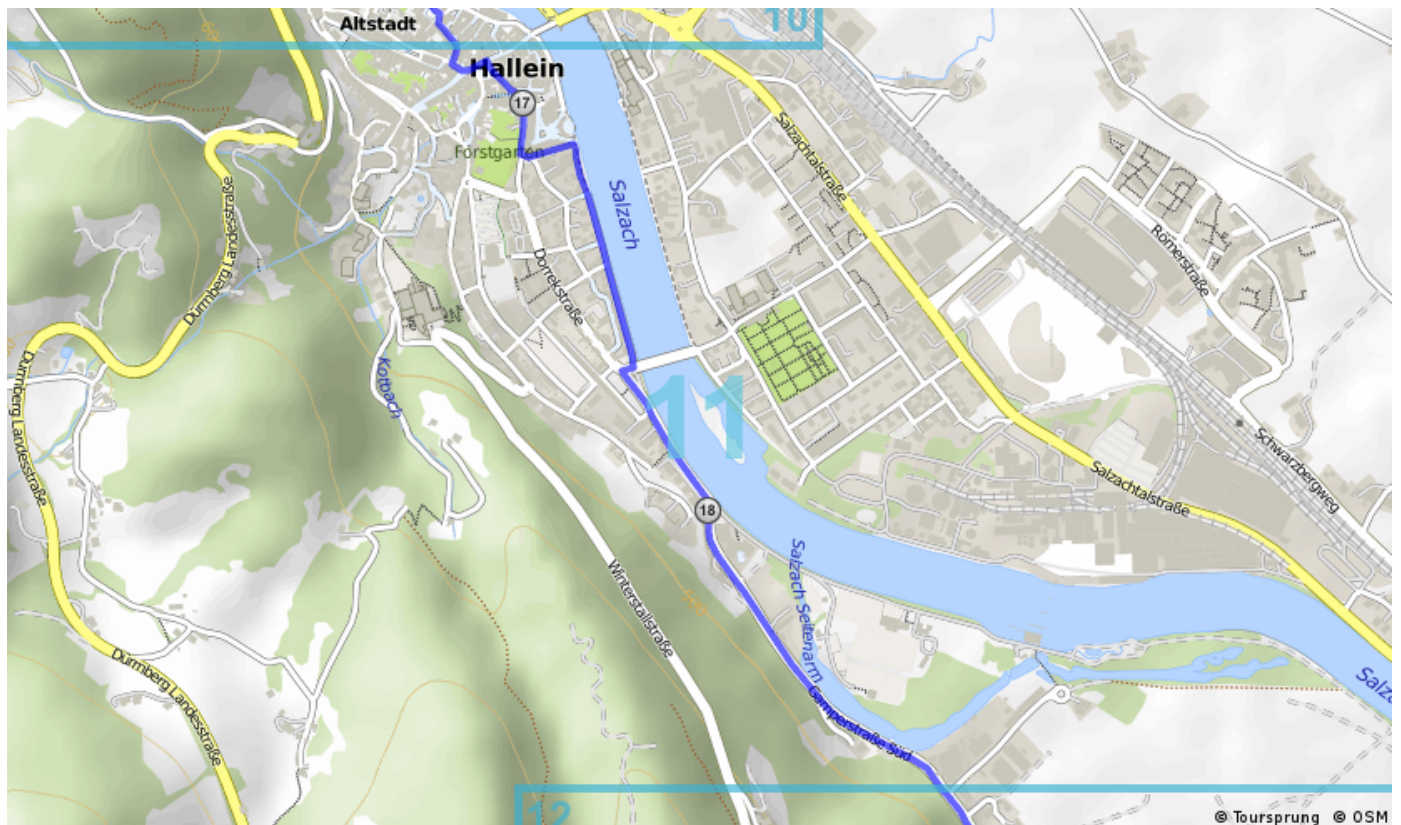 10
Altstadt
Hallein
17
Salzachtalstraße
Forstgarten
Dürrnberg Landesstraße
Salzach
Dorrekstraße
Römerstraße
Kotbach
Dürrnberg Landesstraße
11
Schwarzbergweg
Salzachtalstraße
18
Salzach Seitenarm
Winterstallstraße
Dürrnberg Landesstraße
Gamperstraße Süd
Salza
12
© Toursprung © OSM